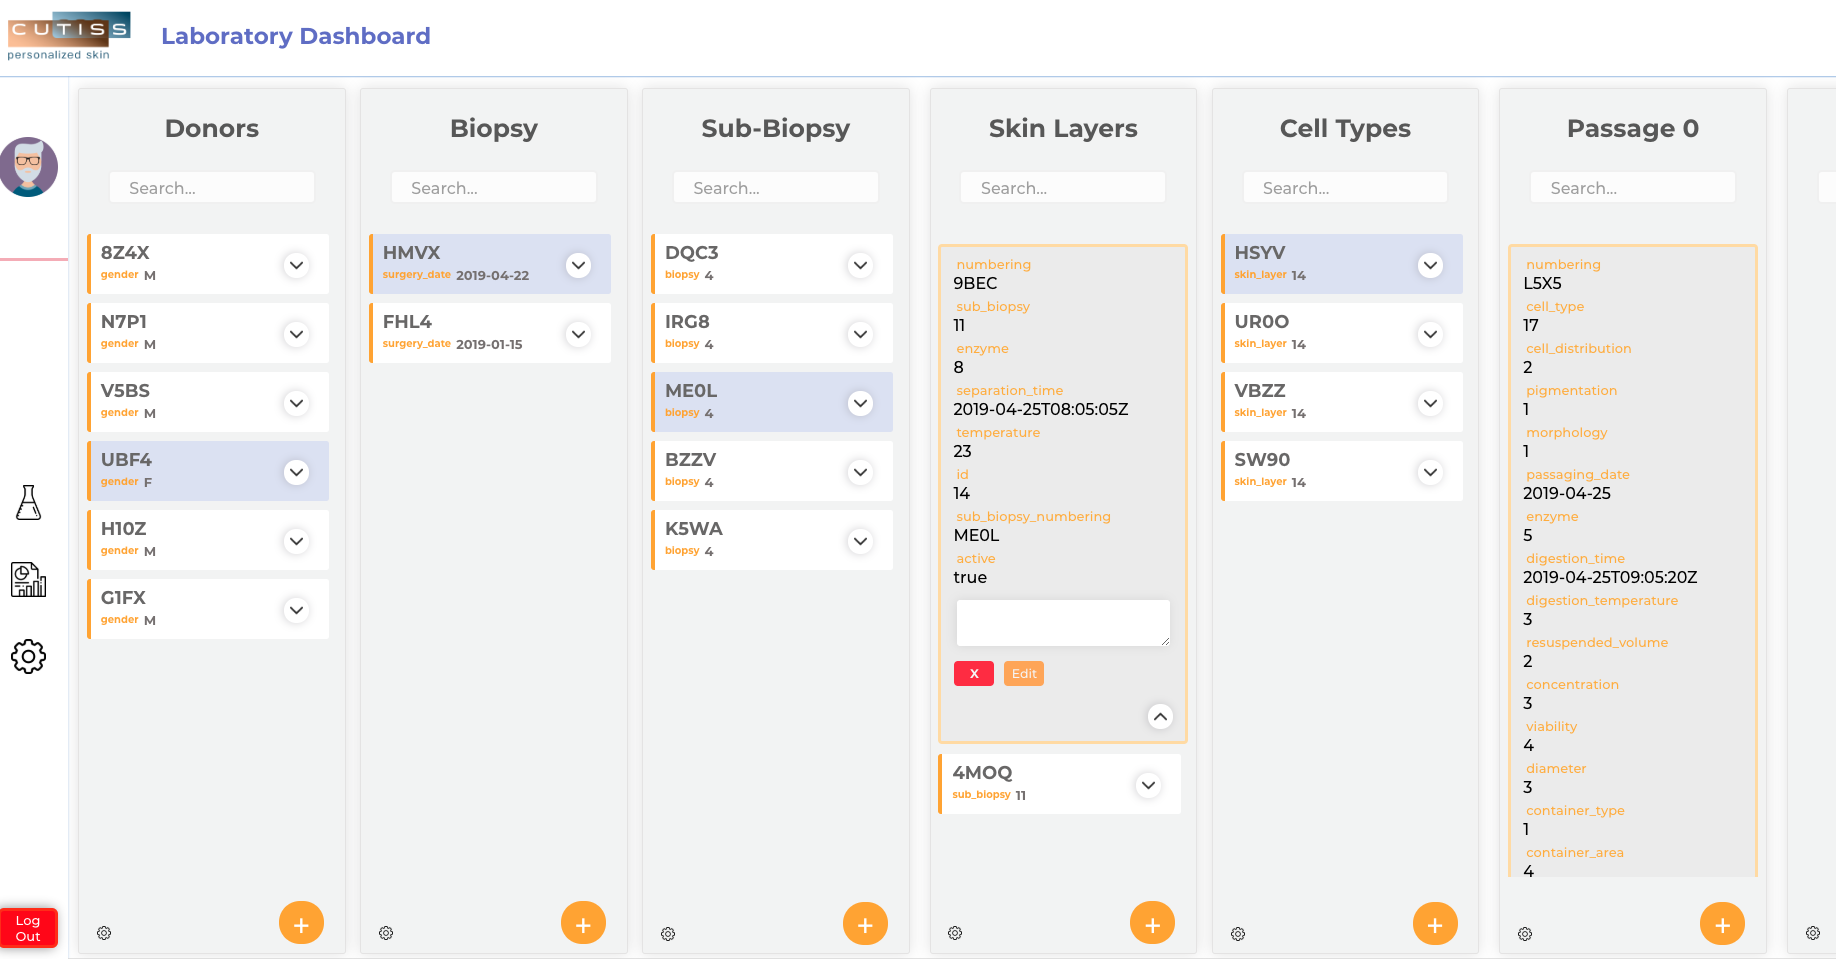 CUTISS
personalized skin
Laboratory Dashboard
Log
Out
Donors
Search...
8Z4X
gender M
N7P1
gender M
V5BS
gender M
UBF4
gender F
H10Z
gender M
G1FX
gender M
+
Biopsy
Search...
HMVX
surgery_date 2019-04-22
FHL4
surgery_date 2019-01-15
+
Sub-Biopsy
Search...
DQC3
biopsy 4
IRG8
biopsy 4
ME0L
biopsy 4
BZZV
biopsy 4
K5WA
biopsy 4
+
Skin Layers
Search...
numbering
9BEC
sub_biopsy
11
enzyme
8
separation_time
2019-04-25T08:05:05Z
temperature
23
id
14
sub_biopsy_numbering
ME0L
active
true
X Edit
4MOQ
sub_biopsy 11
+
Cell Types
Search...
HSYV
skin_layer 14
UR0O
skin_layer 14
VBZZ
skin_layer 14
SW90
skin_layer 14
+
Passage 0
Search...
numbering
L5X5
cell_type
17
cell_distribution
2
pigmentation
1
morphology
1
passaging_date
2019-04-25
enzyme
5
digestion_time
2019-04-25T09:05:20Z
digestion_temperature
3
resuspended_volume
2
concentration
3
viability
4
diameter
3
container_type
1
container_area
4
+